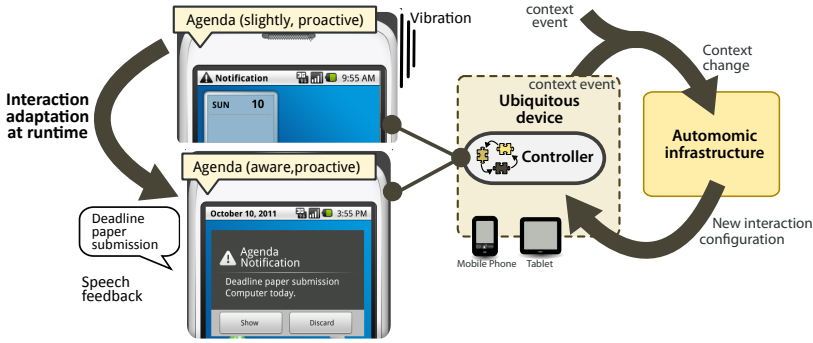 Agenda (slightly, proactive)
Vibration
Notification
9:55 AM
SUN 10
Interaction
adaptation
at runtime
Agenda (aware,proactive)
October 10, 2011
3:55 PM
Deadline
paper
submission
Agenda
Notification
Deadline paper submission
Computer today.
Show
Discard
Speech
feedback
context
event
Context
change
context event
Ubiquitous
device
Controller
Automomic
infrastructure
New interaction
configuration
Mobile Phone
Tablet